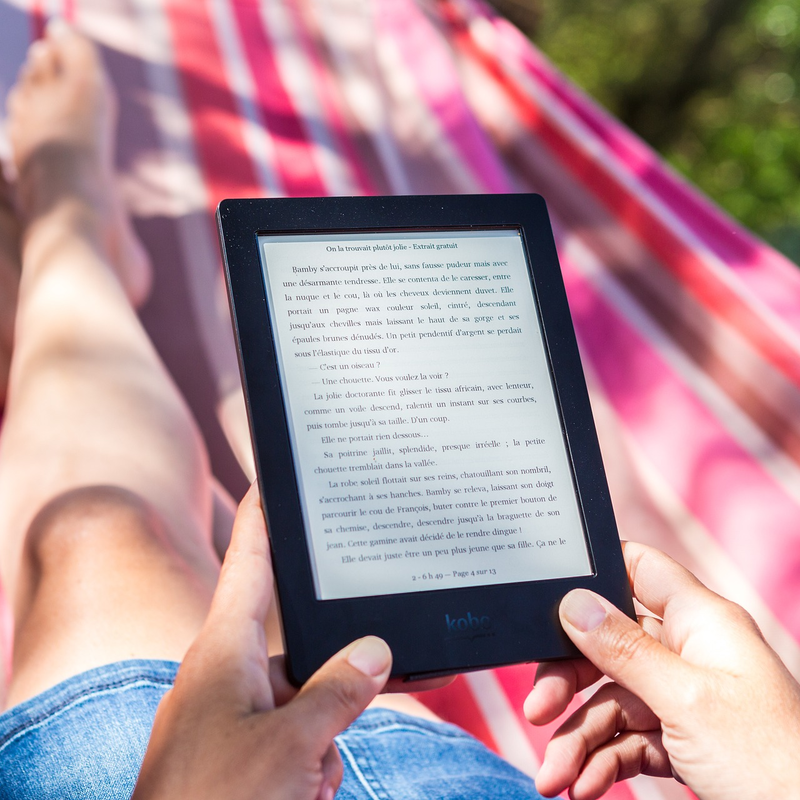 On la trouvait plutôt jolie - Extrait gratuit
Bamby s'accroupit près de lui, sans fausse pudeur mais avec
une désarmante tendresse. Elle se contenta de le caresser, entre
la nuque et le cou, là où les cheveux deviennent duvet. Elle
portait un pagne wax couleur soleil, cintré, descendant
jusqu'aux chevilles mais laissant le haut de sa gorge et ses
épaules brunes dénudés. Un petit pendentif d'argent se perdait
sous l'élastique du tissu d'or.
— C'est un oiseau ?
— Une chouette. Vous voulez la voir ?
La jolie doctorante fit glisser le tissu africain, avec lenteur,
comme un voile descend, ralentit un instant sur ses courbes,
puis tombe jusqu'à sa taille. D'un coup.
Elle ne portait rien dessous...
Sa poitrine jaillit, splendide, presque irréelle ; la petite
chouette tremblait dans la vallée.
La robe soleil flottait sur ses reins, chatouillant son nombril,
s'accrochant à ses hanches. Bamby se releva, laissant son doigt
parcourir le cou de François, buter contre le premier bouton de
sa chemise, descendre, descendre jusqu'à la braguette de son
jean. Cette gamine avait décidé de le rendre dingue !
Elle devait juste être un peu plus jeune que sa fille. Ça ne le
2 - 6 h 49 — Page 4 sur 13
kobo